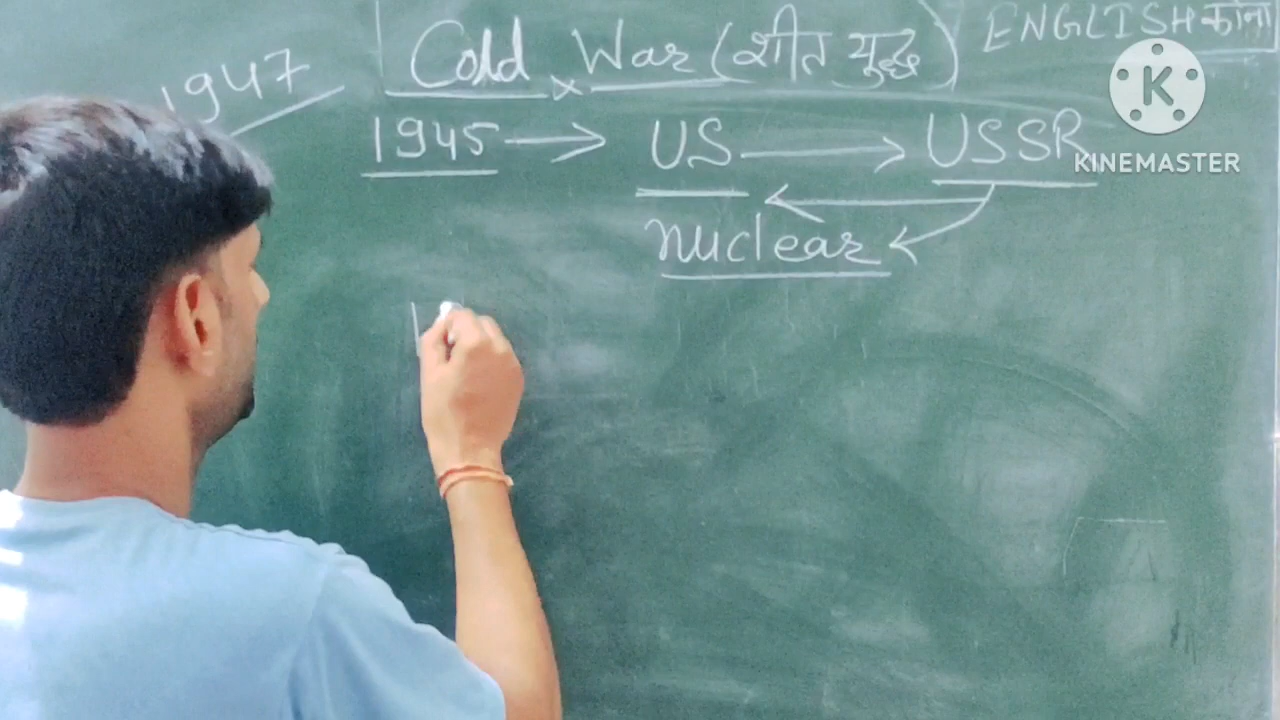 Cold War (शीत युद्ध)
ENGLISH काेना
1947
1945 → US → USSR
nuclear
K
KINEMASTER